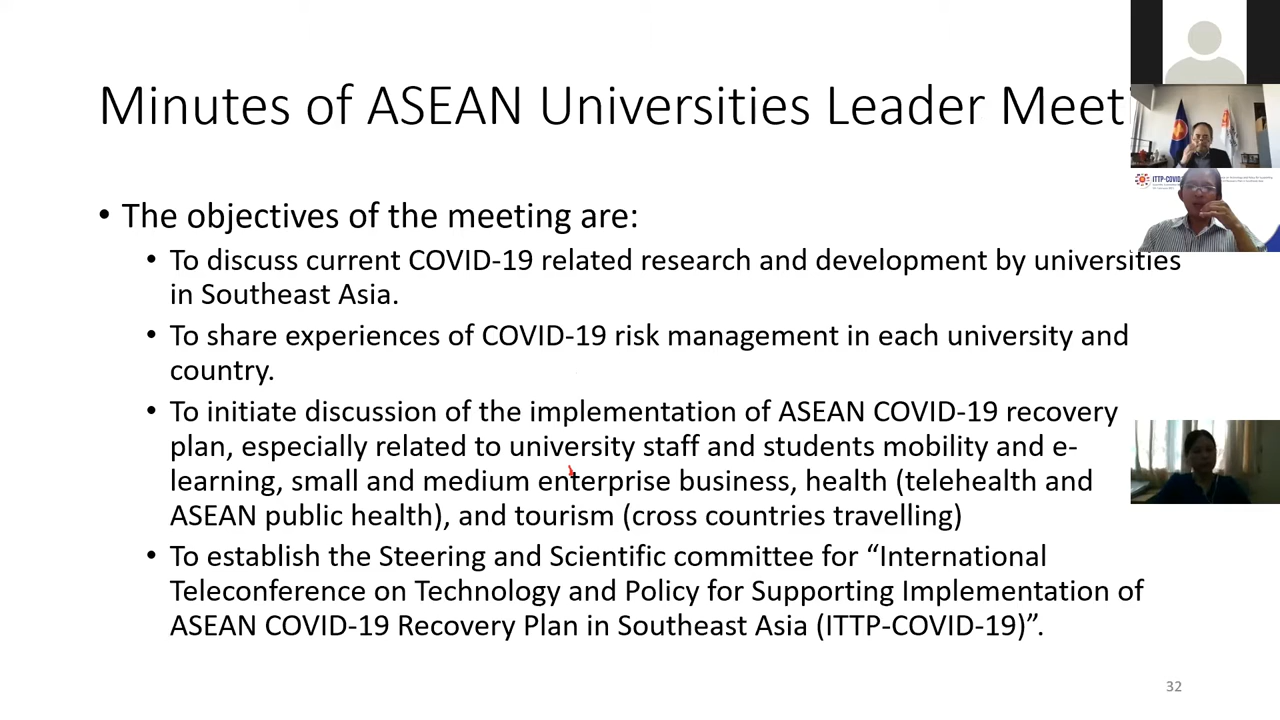 Minutes of ASEAN Universities Leader Meeti
• The objectives of the meeting are:
• To discuss current COVID-19 related research and development by universities
in Southeast Asia.
• To share experiences of COVID-19 risk management in each university and
country.
• To initiate discussion of the implementation of ASEAN COVID-19 recovery
plan, especially related to university staff and students mobility and e-
learning, small and medium enterprise business, health (telehealth and
ASEAN public health), and tourism (cross countries travelling)
• To establish the Steering and Scientific committee for “International
Teleconference on Technology and Policy for Supporting Implementation of
ASEAN COVID-19 Recovery Plan in Southeast Asia (ITTP-COVID-19)”.
32
ITTP-COVID